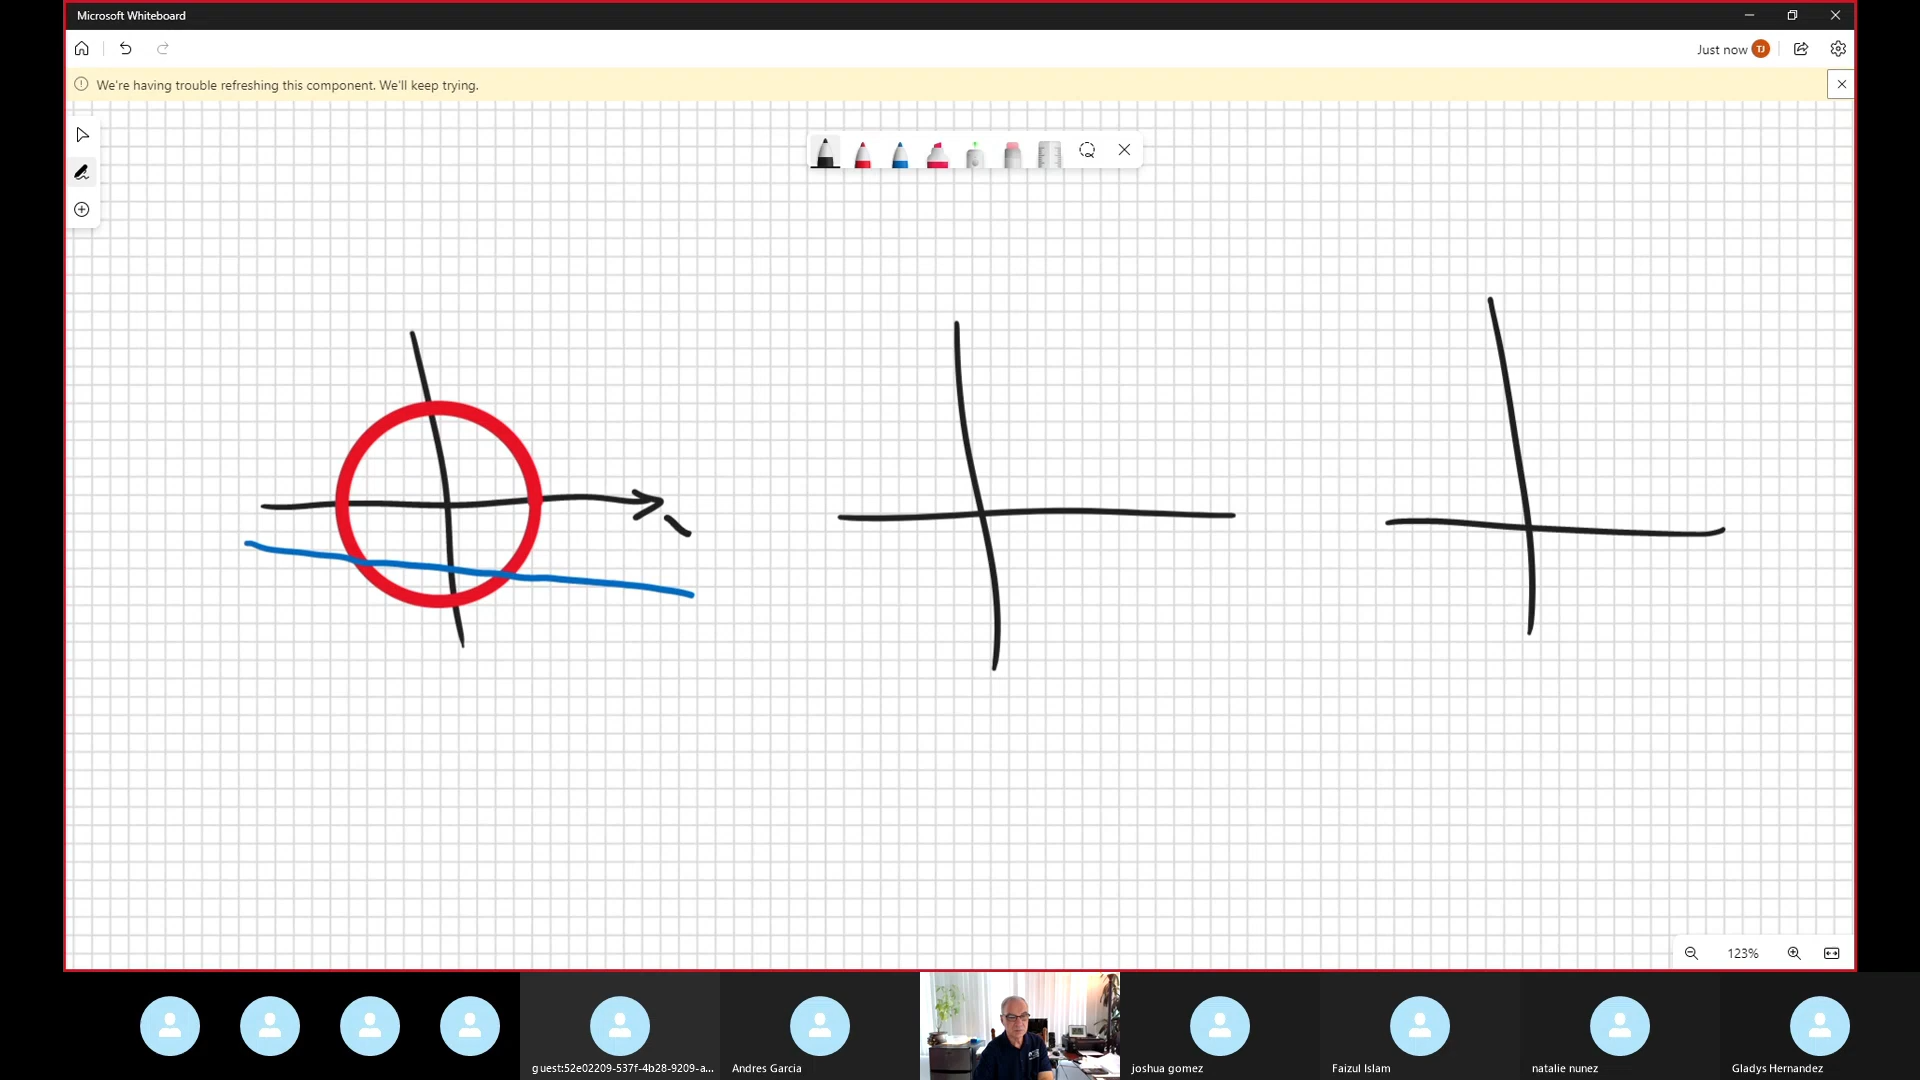 Microsoft Whiteboard
Just now TJ
We're having trouble refreshing this component. We'll keep trying.
123%
guest:52e02209-537f-4b28-9209-a...
Andres Garcia
joshua gomez
Faizul Islam
natalie nunez
Gladys Hernandez